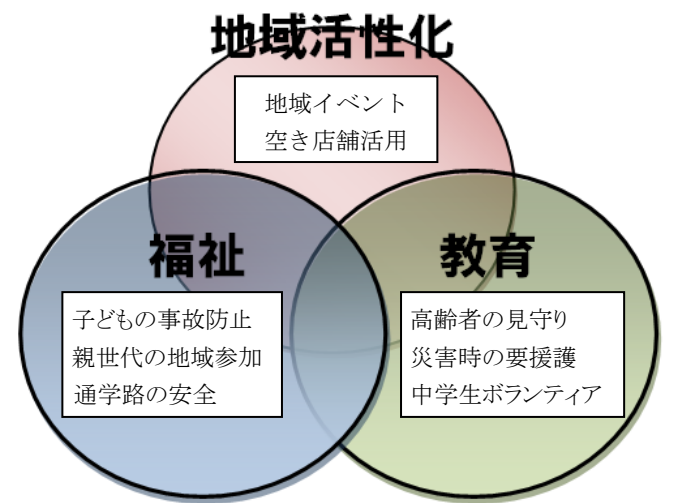 地域活性化
地域イベント
空き店舗活用
福祉
子どもの事故防止
親世代の地域参加
通学路の安全
教育
高齢者の見守り
災害時の要援護
中学生ボランティア